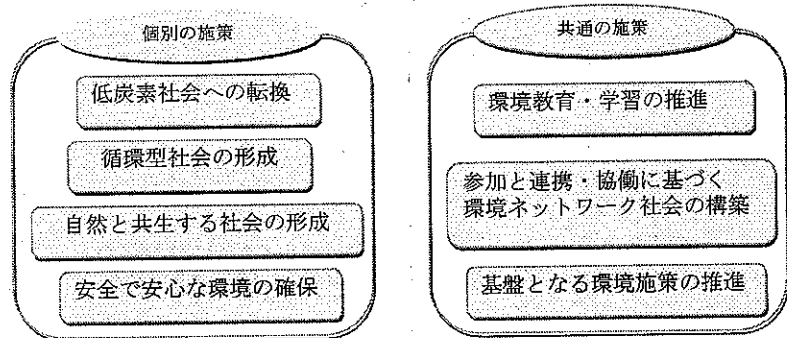 個別の施策
低炭素社会への転換
循環型社会の形成
自然と共生する社会の形成
安全で安心な環境の確保
共通の施策
環境教育・学習の推進
参加と連携・協働に基づく
環境ネットワーク社会の構築
基盤となる環境施策の推進